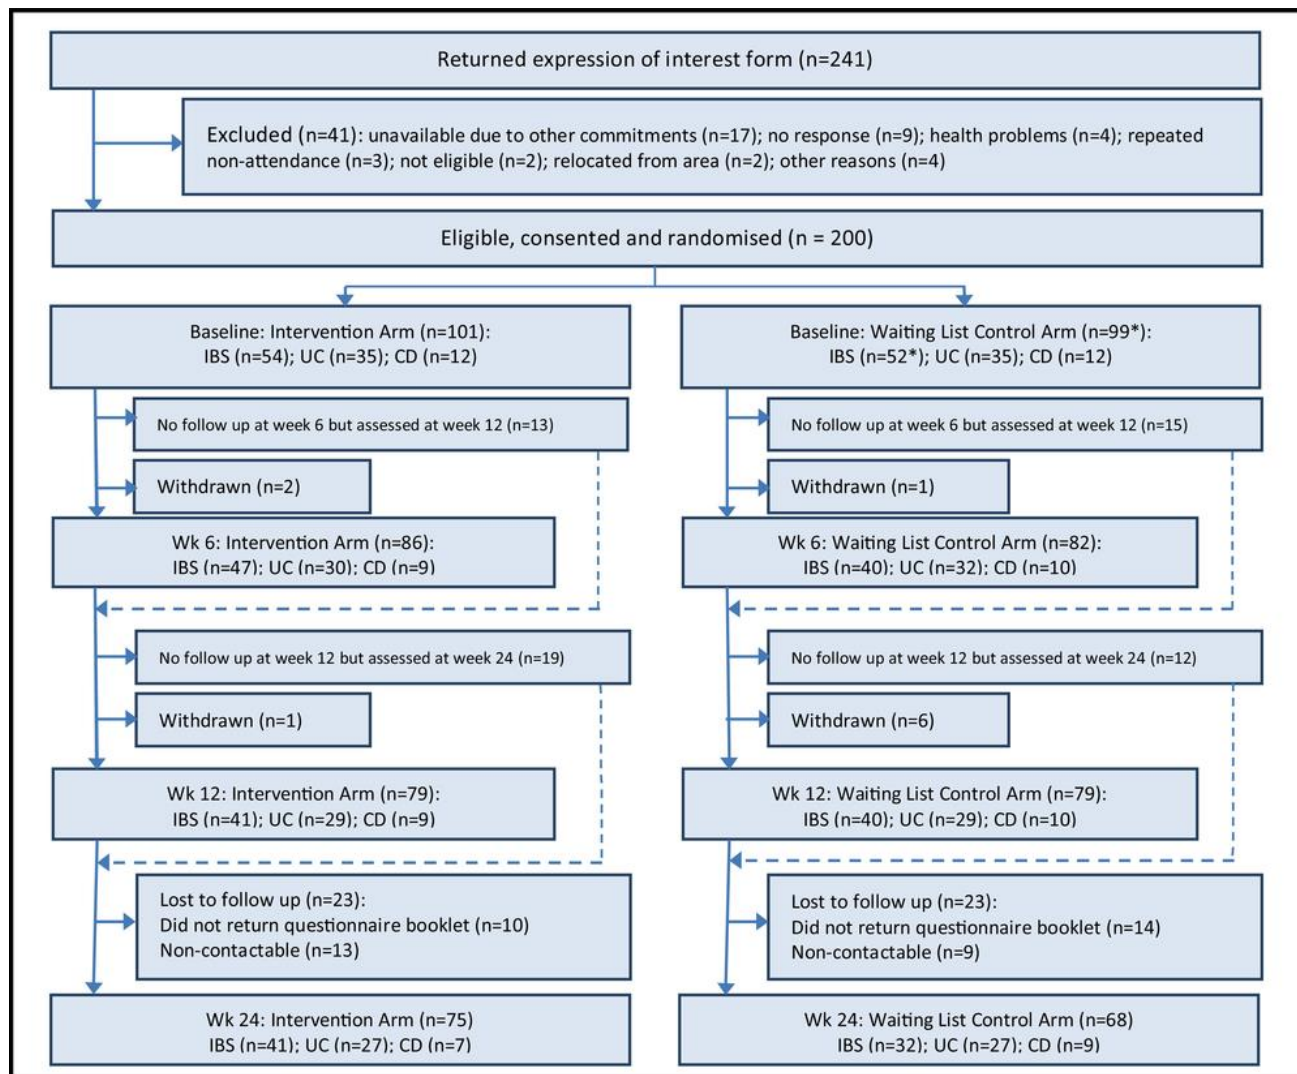 Returned expression of interest form (n=241)
Excluded (n=41): unavailable due to other commitments (n=17); no response (n=9); health problems (n=4); repeated
non-attendance (n=3); not eligible (n=2); relocated from area (n=2); other reasons (n=4)
Eligible, consented and randomised (n = 200)
Baseline: Intervention Arm (n=101):
IBS (n=54); UC (n=35); CD (n=12)
Baseline: Waiting List Control Arm (n=99*):
IBS (n=52*); UC (n=35); CD (n=12)
No follow up at week 6 but assessed at week 12 (n=13)
No follow up at week 6 but assessed at week 12 (n=15)
Withdrawn (n=2)
Withdrawn (n=1)
Wk 6: Intervention Arm (n=86):
IBS (n=47); UC (n=30); CD (n=9)
Wk 6: Waiting List Control Arm (n=82):
IBS (n=40); UC (n=32); CD (n=10)
No follow up at week 12 but assessed at week 24 (n=19)
No follow up at week 12 but assessed at week 24 (n=12)
Withdrawn (n=1)
Withdrawn (n=6)
Wk 12: Intervention Arm (n=79):
IBS (n=41); UC (n=29); CD (n=9)
Wk 12: Waiting List Control Arm (n=79):
IBS (n=40); UC (n=29); CD (n=10)
Lost to follow up (n=23):
Did not return questionnaire booklet (n=10)
Non-contactable (n=13)
Lost to follow up (n=23):
Did not return questionnaire booklet (n=14)
Non-contactable (n=9)
Wk 24: Intervention Arm (n=75)
IBS (n=41); UC (n=27); CD (n=7)
Wk 24: Waiting List Control Arm (n=68)
IBS (n=32); UC (n=27); CD (n=9)